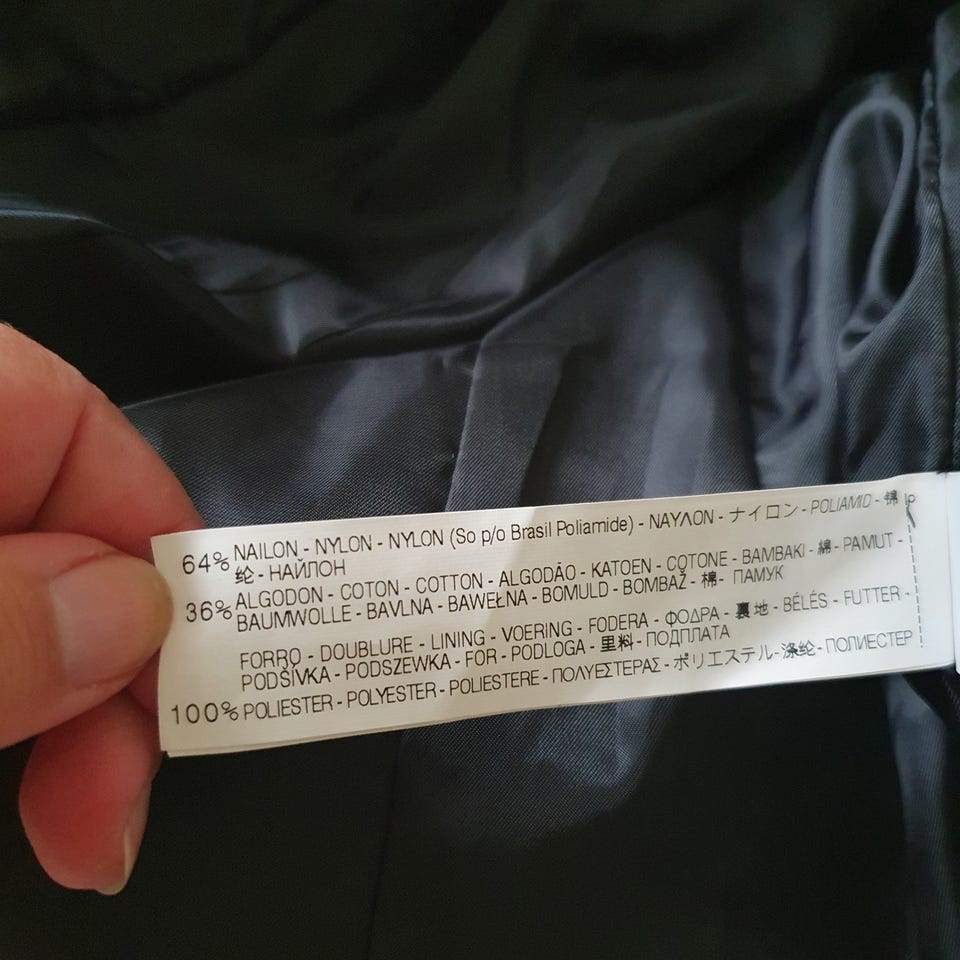 64% NAILON - NYLON - NYLON (So p/o Brasil Poliamide) - ΝΑΥΛΟΝ - ナイロン - POLIAMID - 锦
纶 - НАЙЛОН
36% ALGODON - COTON - COTTON - ALGODÃO - KATOEN - COTONE - ΒΑΜΒΑΚΙ - 綿 - PAMUT -
BAUMWOLLE - BAVLNA - BAWEŁNA - BOMULD - BOMBAŽ - 棉 - ПАМУК
FORRO - DOUBLURE - LINING - VOERING - FODERA - ΦΟΔΡΑ - 裏地 - BÉLÉS - FUTTER -
PODŠÍVKA - PODSZEWKA - FOR - PODLOGA - 里料 - ПОДПЛАТА
100% POLIESTER - POLYESTER - POLIESTERE - ΠΟΛΥΕΣΤΕΡΑΣ - ポリエステル - 涤纶 - ПОЛИЕСТЕР